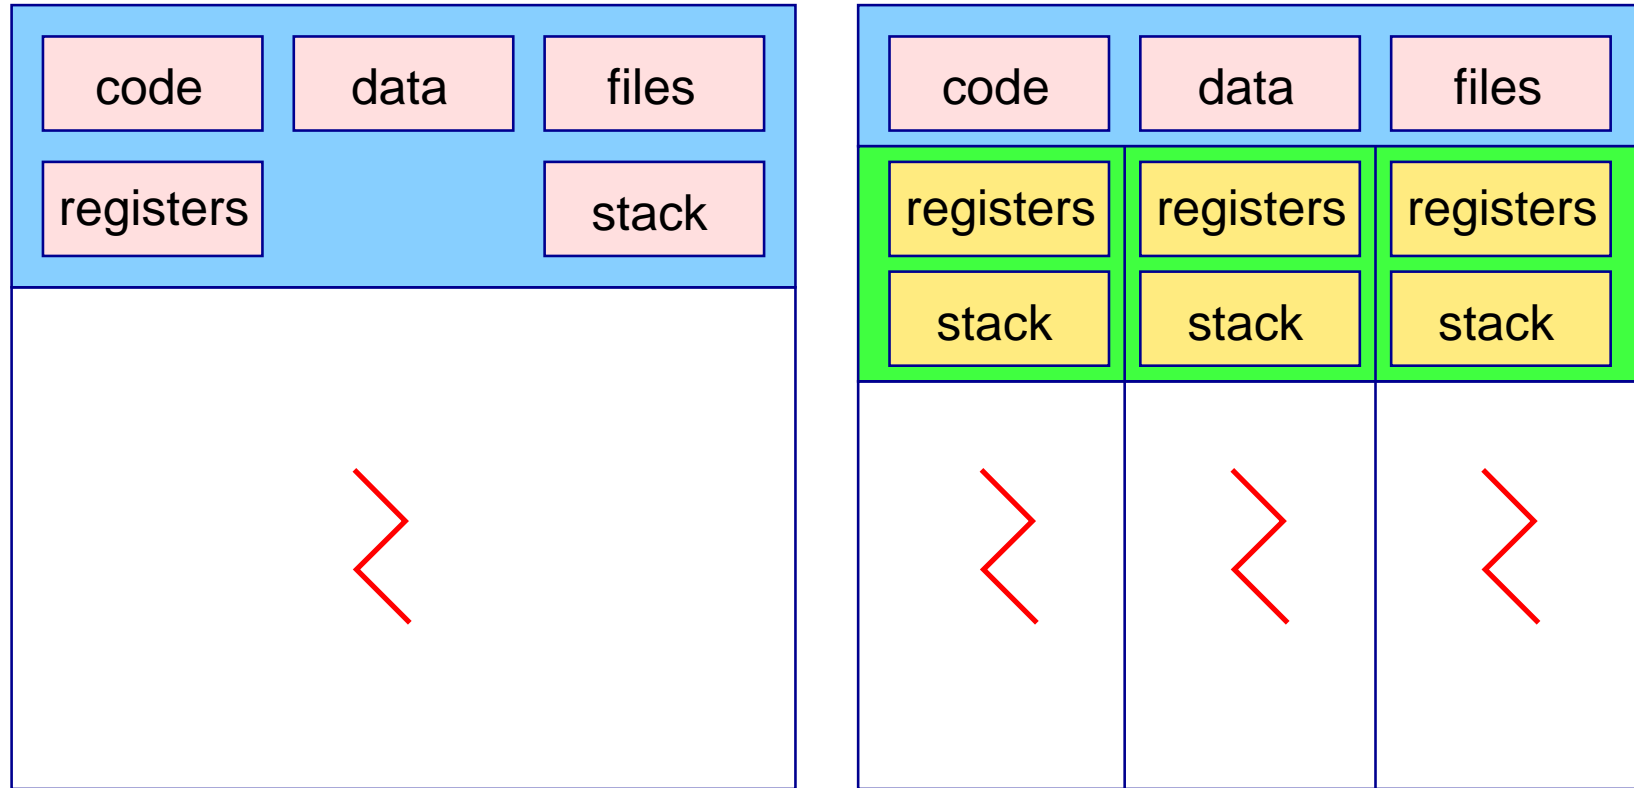 code data files
registers stack
code data files
registers registers registers
stack stack stack